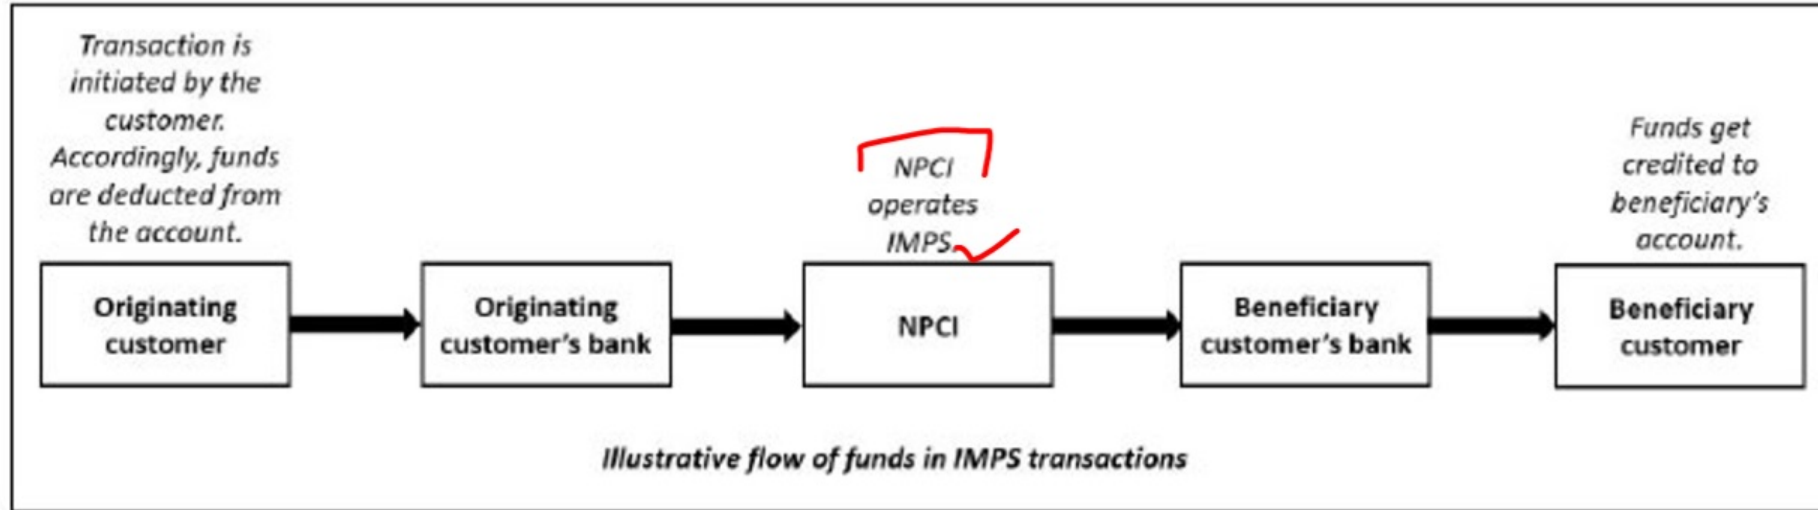 Transaction is
initiated by the
customer.
Accordingly, funds
are deducted from
the account.
NPCI
operates
IMPS.
Funds get
credited to
beneficiary's
account.
Originating
customer
Originating
customer's bank
NPCI
Beneficiary
customer's bank
Beneficiary
customer
Illustrative flow of funds in IMPS transactions